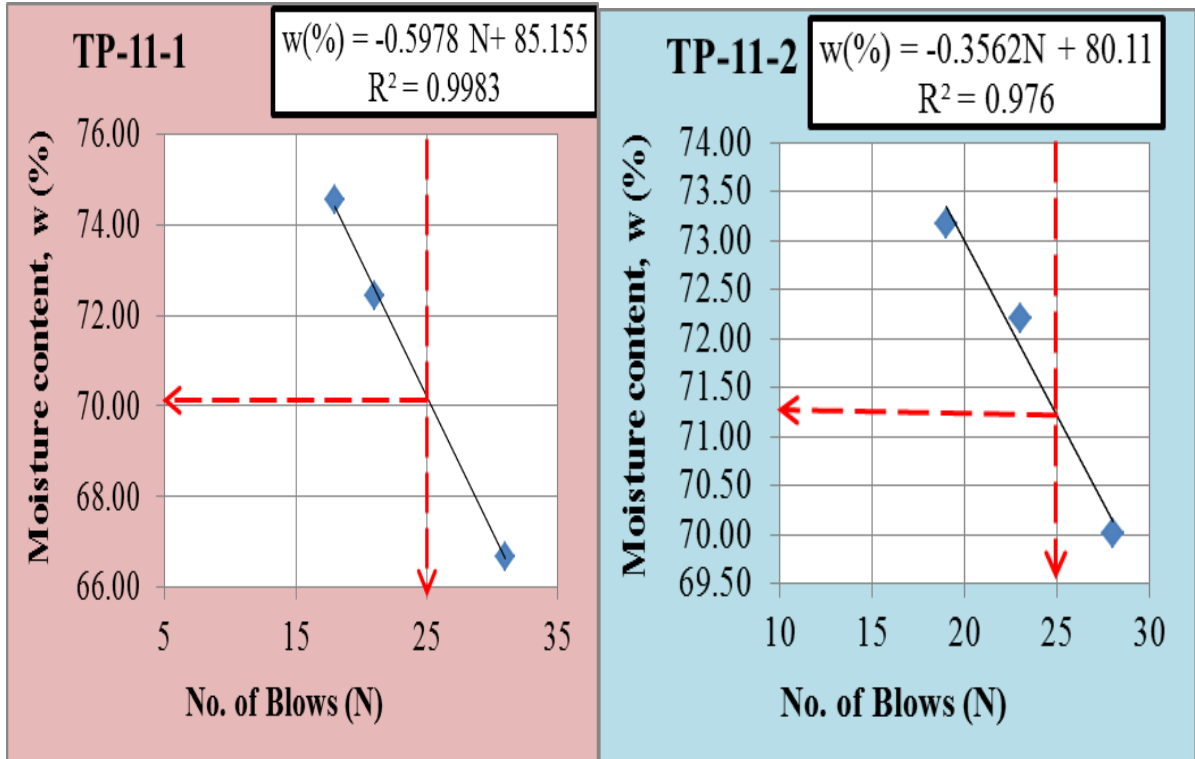 TP-11-1
w(%) = -0.5978 N+ 85.155
R² = 0.9983
Moisture content, w (%)
76.00
74.00
72.00
70.00
68.00
66.00
5
15
25
35
No. of Blows (N)
TP-11-2
w(%) = -0.3562N + 80.11
R² = 0.976
Moisture content, w (%)
74.00
73.50
73.00
72.50
72.00
71.50
71.00
70.50
70.00
69.50
10
15
20
25
30
No. of Blows (N)